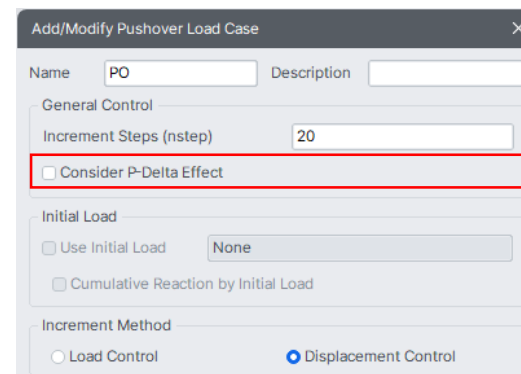 Add/Modify Pushover Load Case
Name PO Description
General Control
Increment Steps (nstep) 20
Consider P-Delta Effect
Initial Load
Use Initial Load None
Cumulative Reaction by Initial Load
Increment Method
Load Control Displacement Control